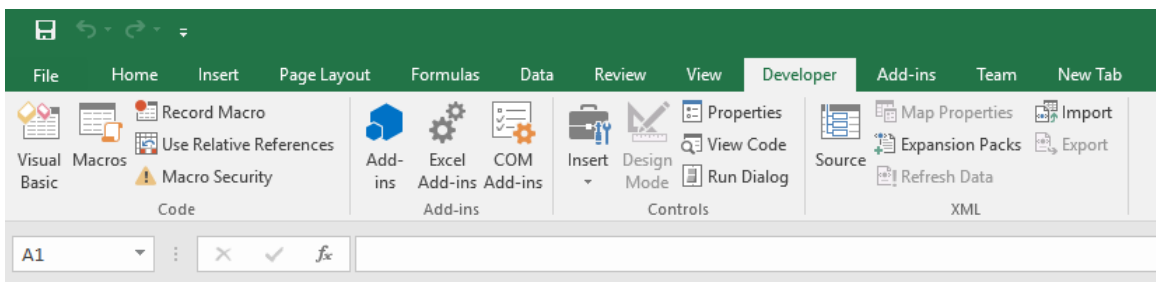 File Home Insert Page Layout Formulas Data Review View Developer Add-ins Team New Tab
Visual Basic
Macros
Record Macro
Use Relative References
Macro Security
Code
Add-ins
Excel Add-ins
COM Add-ins
Add-ins
Insert
Design Mode
Properties
View Code
Run Dialog
Controls
Source
Map Properties
Expansion Packs
Refresh Data
Import
Export
XML
A1
fx